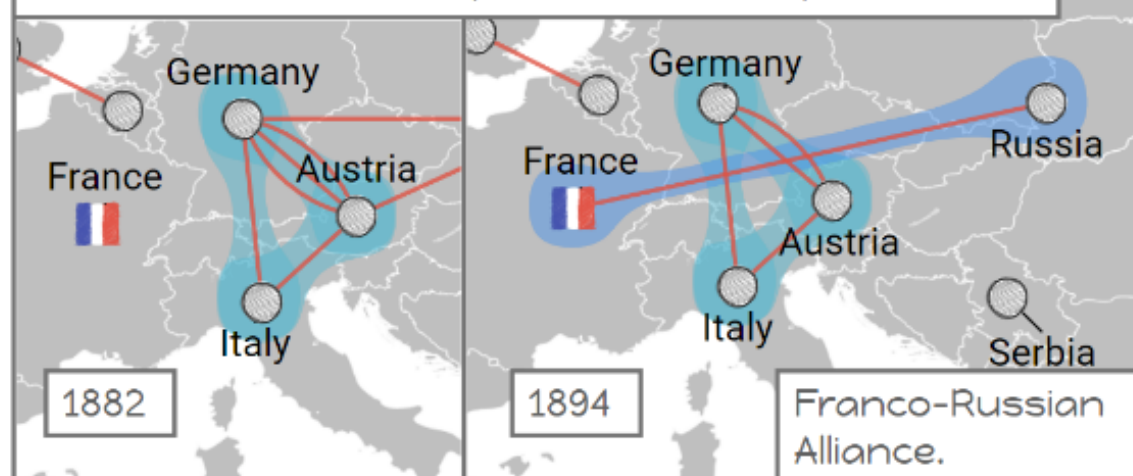 Germany
Austria
France
Italy
1882
Germany
France
Russia
Austria
Italy
Serbia
1894
Franco-Russian
Alliance.